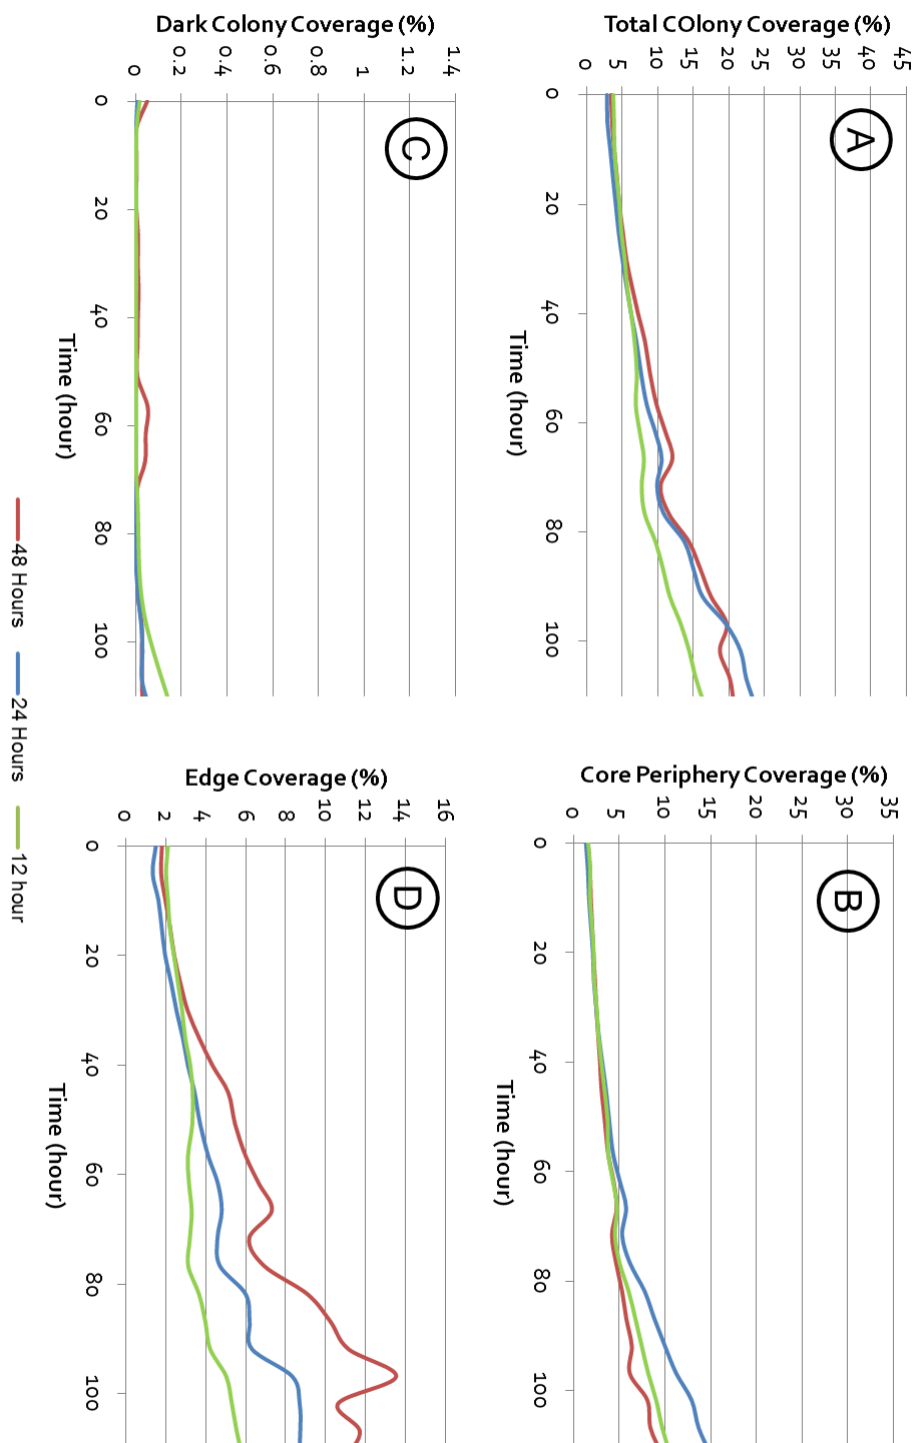 Total COlony Coverage (%)
45
40
35
30
25
20
15
10
5
0
A
0 20 40 60 80 100
Time (hour)
Core Periphery Coverage (%)
35
30
25
20
15
10
5
0
B
0 20 40 60 80 100
Time (hour)
Dark Colony Coverage (%)
1.4
1.2
1
0.8
0.6
0.4
0.2
0
C
0 20 40 60 80 100
Time (hour)
Edge Coverage (%)
16
14
12
10
8
6
4
2
0
D
0 20 40 60 80 100
Time (hour)
48 Hours 24 Hours 12 hour